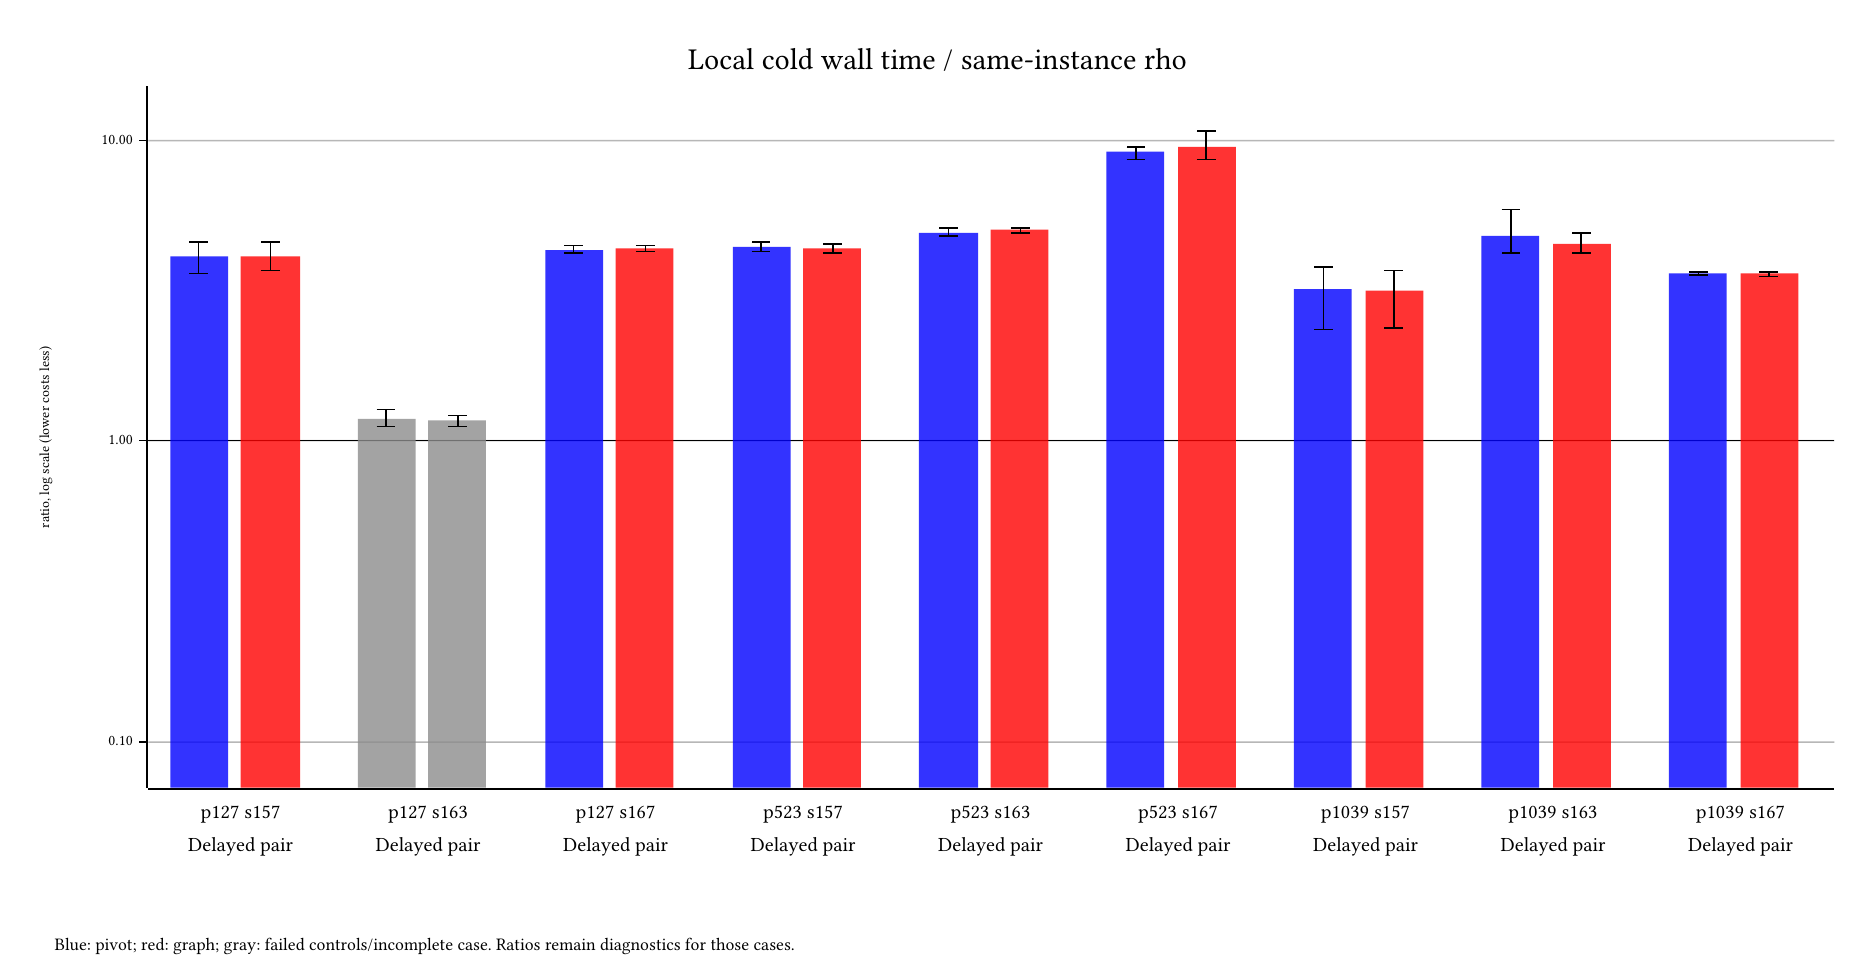 Local cold wall time / same-instance rho
10.00
1.00
0.10
ratio, log scale (lower costs less)
p127 s157
Delayed pair
p127 s163
Delayed pair
p127 s167
Delayed pair
p523 s157
Delayed pair
p523 s163
Delayed pair
p523 s167
Delayed pair
p1039 s157
Delayed pair
p1039 s163
Delayed pair
p1039 s167
Delayed pair
Blue: pivot; red: graph; gray: failed controls/incomplete case. Ratios remain diagnostics for those cases.